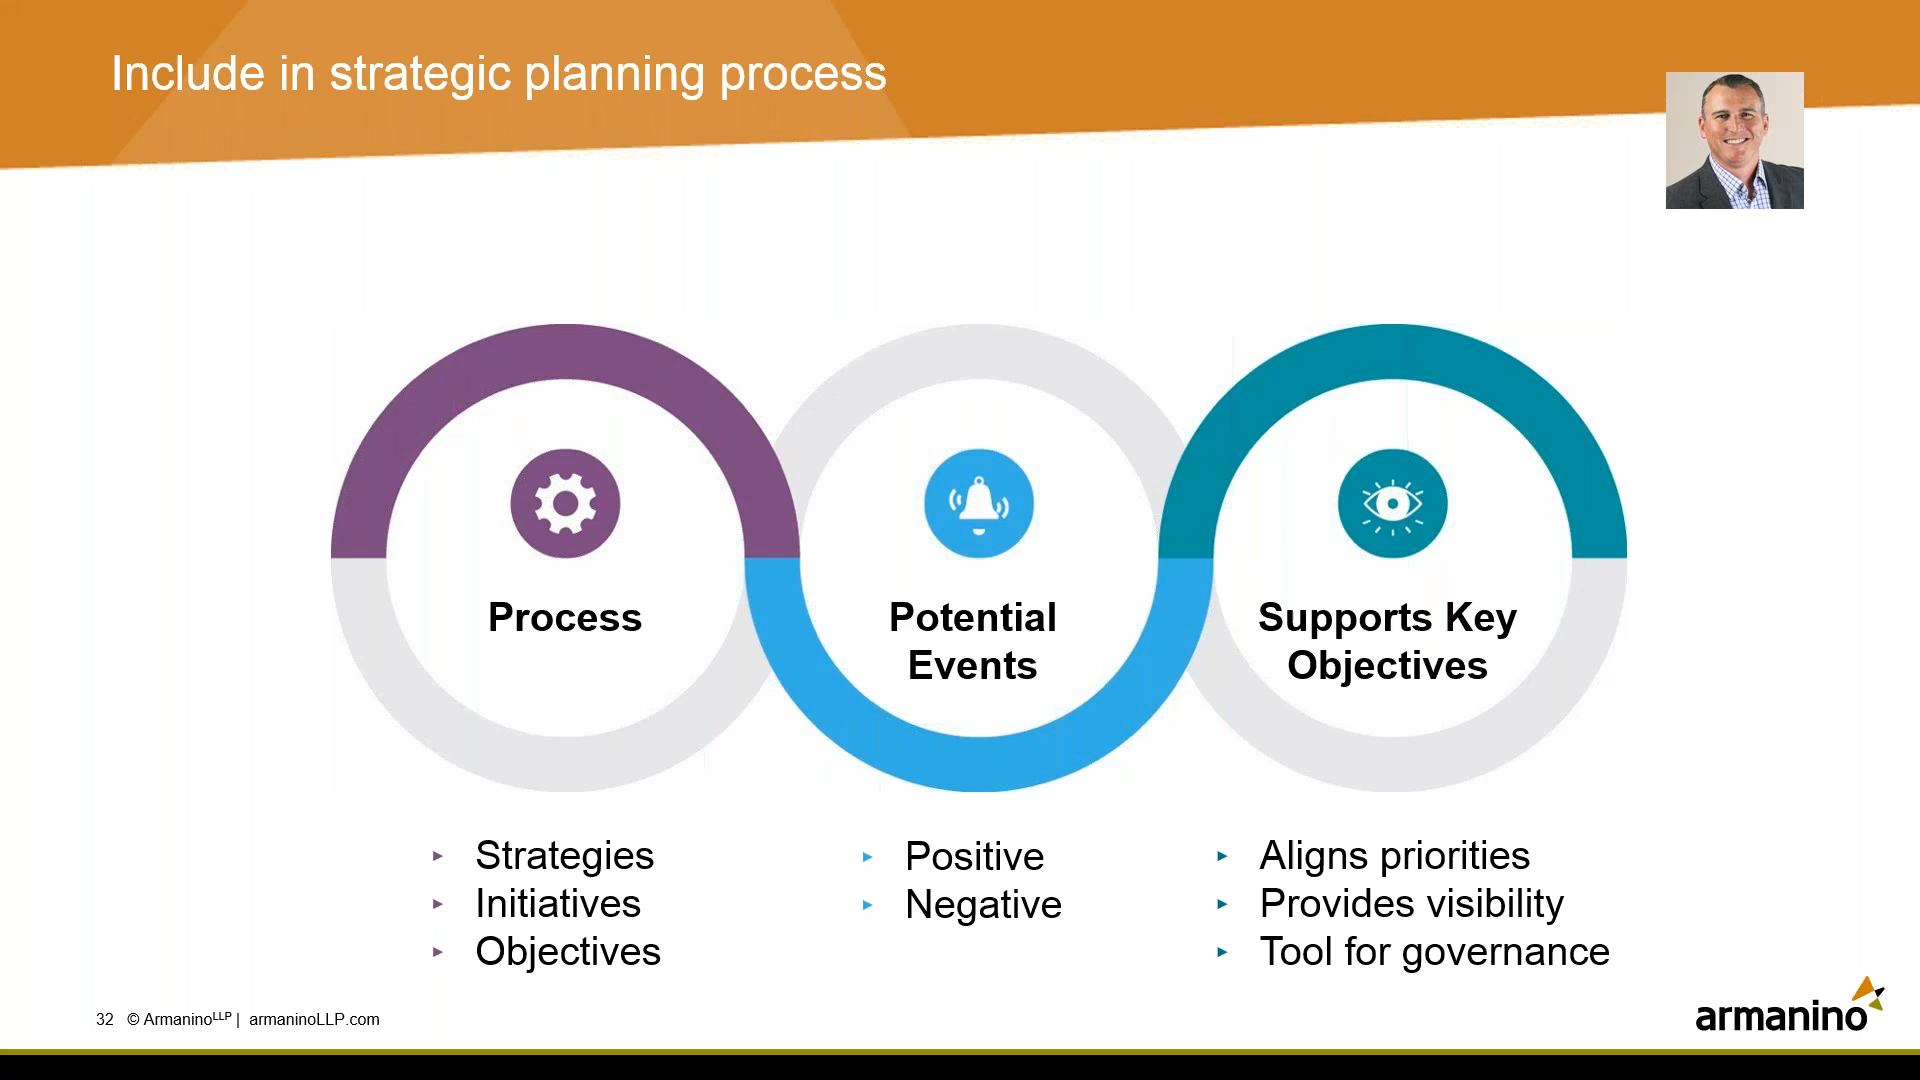 Include in strategic planning process
Process
Potential
Events
Supports Key
Objectives
Strategies
Initiatives
Objectives
Positive
Negative
Aligns priorities
Provides visibility
Tool for governance
32 © ArmaninoLLP | armaninoLLP.com
armanino